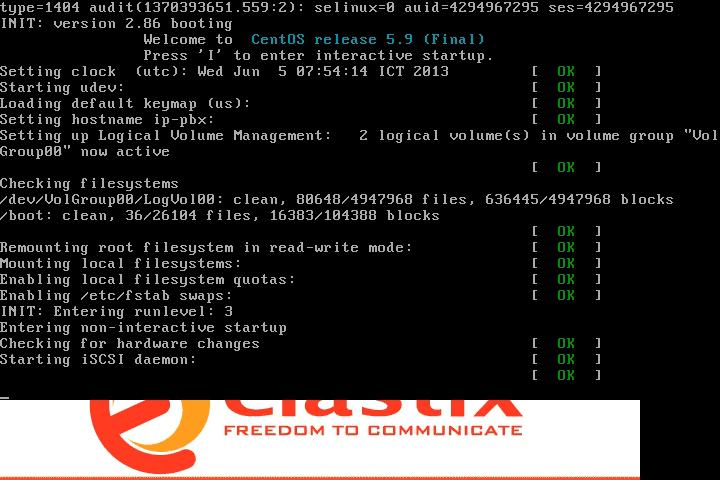 type=1404 audit(1370393651.559:2): selinux=0 auid=4294967295 ses=4294967295
INIT: version 2.86 booting
Welcome to  CentOS release 5.9 (Final)
Press 'I' to enter interactive startup.
Setting clock  (utc): Wed Jun  5 07:54:14 ICT 2013 [  OK  ]
Starting udev: [  OK  ]
Loading default keymap (us): [  OK  ]
Setting hostname ip-pbx: [  OK  ]
Setting up Logical Volume Management:   2 logical volume(s) in volume group "Vol
Group00" now active
[  OK  ]
Checking filesystems
/dev/VolGroup00/LogVol00: clean, 80648/4947968 files, 636445/4947968 blocks
/boot: clean, 36/26104 files, 16383/104388 blocks
[  OK  ]
Remounting root filesystem in read-write mode: [  OK  ]
Mounting local filesystems: [  OK  ]
Enabling local filesystem quotas: [  OK  ]
Enabling /etc/fstab swaps: [  OK  ]
INIT: Entering runlevel: 3
Entering non-interactive startup
Checking for hardware changes [  OK  ]
Starting iSCSI daemon: [  OK  ]
[  OK  ]
_
elastix
FREEDOM TO COMMUNICATE